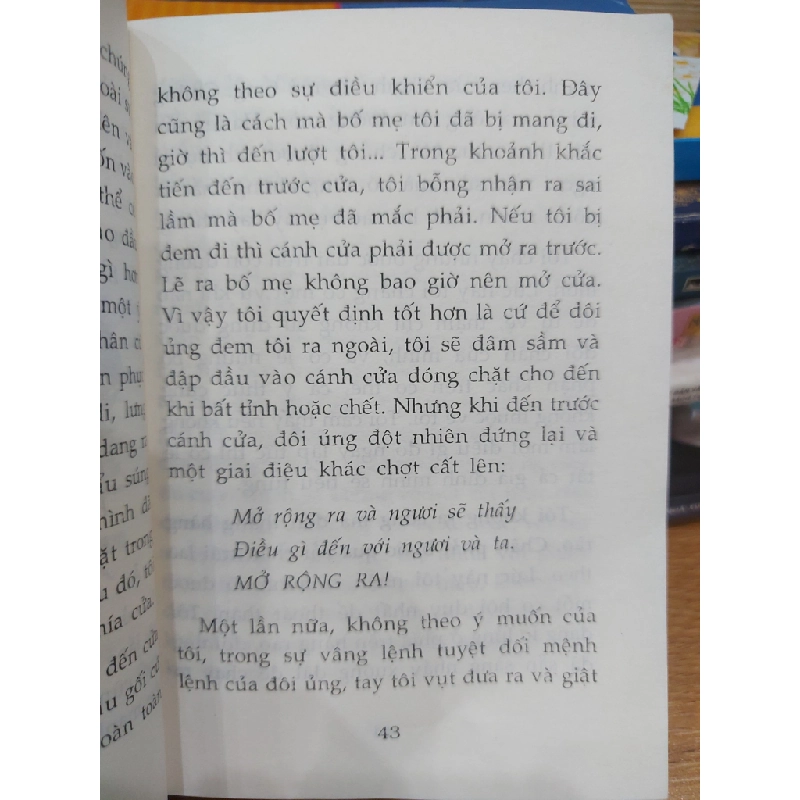 không theo sự điều khiển của tôi. Đây
cũng là cách mà bố mẹ tôi đã bị mang đi,
giờ thì đến lượt tôi... Trong khoảnh khắc
tiến đến trước cửa, tôi bỗng nhận ra sai
lầm mà bố mẹ đã mắc phải. Nếu tôi bị
đem đi thì cánh cửa phải được mở ra trước.
Lẽ ra bố mẹ không bao giờ nên mở cửa.
Vì vậy tôi quyết định tốt hơn là cứ để đôi
ủng đem tôi ra ngoài, tôi sẽ đâm sầm và
đập đầu vào cánh cửa đóng chặt cho đến
khi bất tỉnh hoặc chết. Nhưng khi đến trước
cánh cửa, đôi ủng đột nhiên đứng lại và
một giai điệu khác chợt cất lên:
Mở rộng ra và ngươi sẽ thấy
Điều gì đến với ngươi và ta.
MỞ RỘNG RA!
Một lần nữa, không theo ý muốn của
tôi, trong sự vâng lệnh tuyệt đối mệnh
lệnh của đôi ủng, tay tôi vụt đưa ra và giật
43